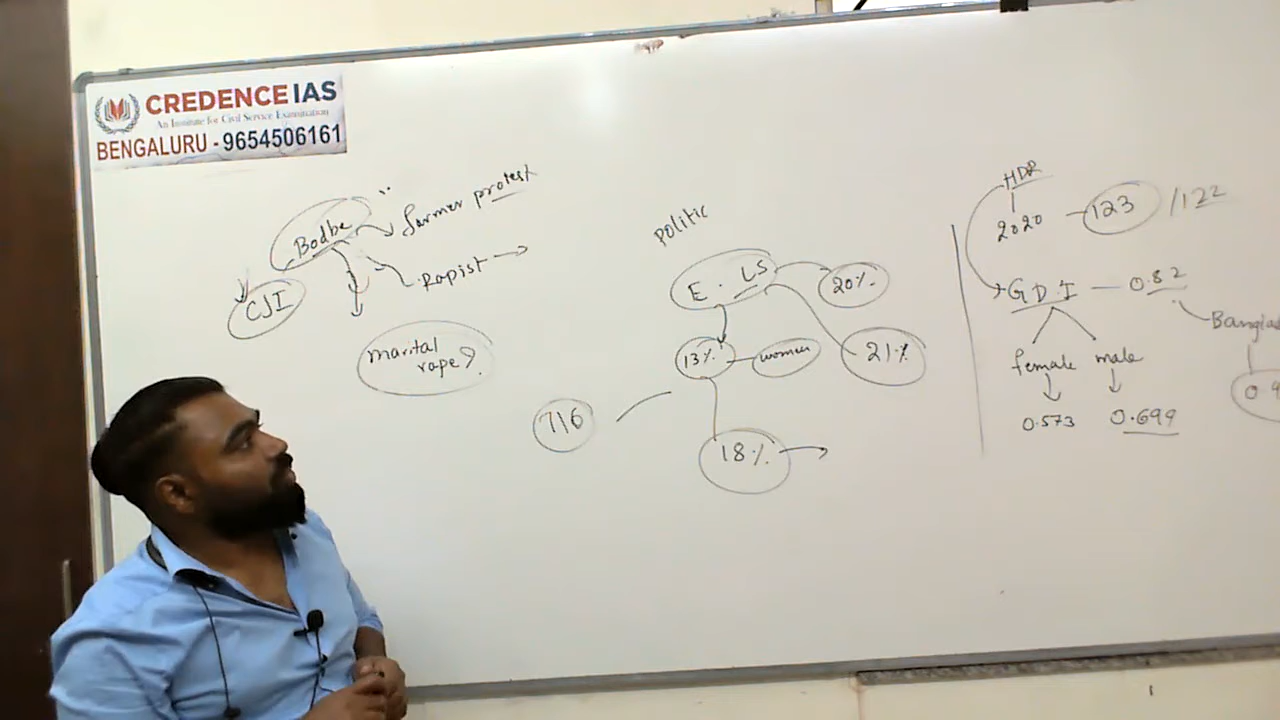 CREDENCE IAS
An Institute for Civil Service Examination
BENGALURU - 9654506161
Bodbe
farmer protest
Rapist
CJI
marital
rape?
Politic
E. LS
20%
13%
women
21%
716
18%
HDR
2020 - 123 /122
GDI - 0.82
Banglad
female male
0.573 0.699